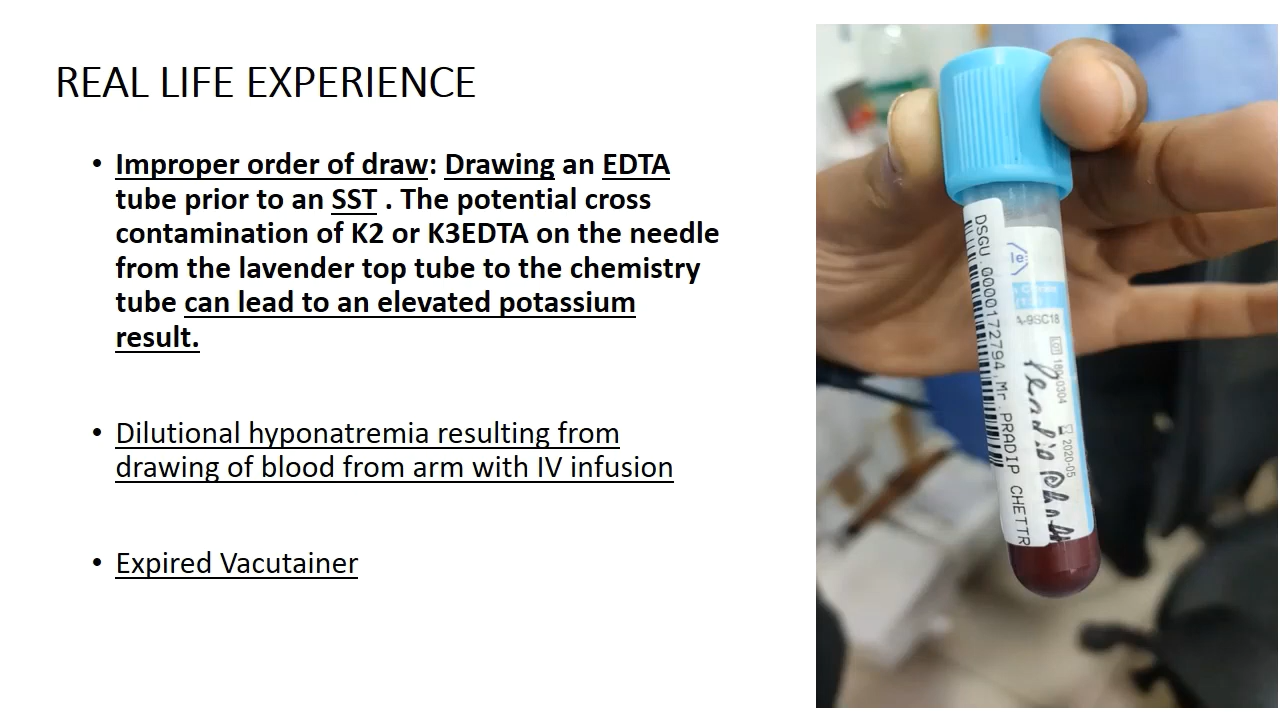 REAL LIFE EXPERIENCE
• Improper order of draw: Drawing an EDTA
tube prior to an SST . The potential cross
contamination of K2 or K3EDTA on the needle
from the lavender top tube to the chemistry
tube can lead to an elevated potassium
result.
• Dilutional hyponatremia resulting from
drawing of blood from arm with IV infusion
• Expired Vacutainer
DSGU.0000172794,Mr.PRADIP CHETTR
A-9SC18
LOT
2020-05